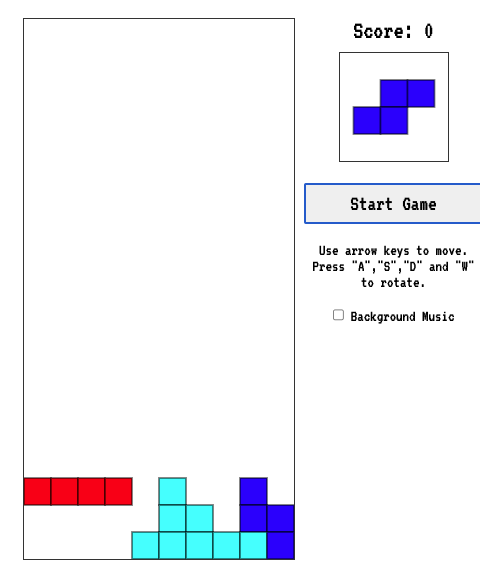 Score: 0
Start Game
Use arrow keys to move.
Press "A","S","D" and "W"
to rotate.
Background Music